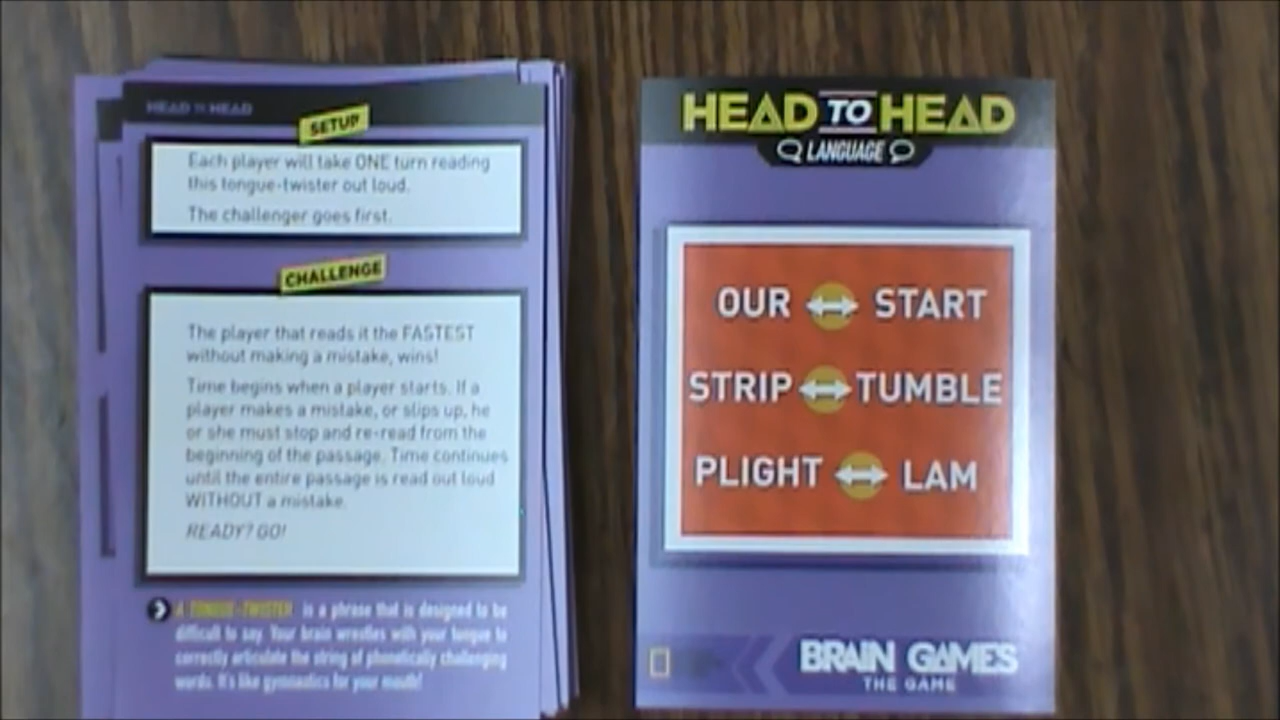 HEAD TO HEAD
SETUP
Each player will take ONE turn reading
this tongue-twister out loud.
The challenger goes first.
CHALLENGE
The player that reads it the FASTEST
without making a mistake, wins!
Time begins when a player starts. If a
player makes a mistake, or slips up, he
or she must stop and re-read from the
beginning of the passage. Time continues
until the entire passage is read out loud
WITHOUT a mistake.
READY? GO!
A TONGUE-TWISTER is a phrase that is designed to be
difficult to say. Your brain wrestles with your tongue to
correctly articulate the string of phonetically challenging
words. It's like gymnastics for your mouth!
HEAD TO HEAD
LANGUAGE
OUR START
STRIP TUMBLE
PLIGHT LAM
BRAIN GAMES
THE GAME